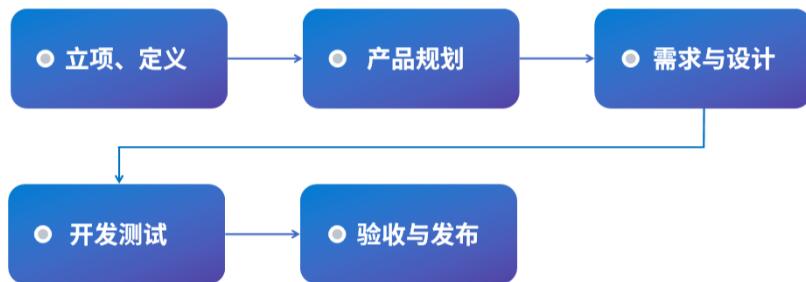 立项、定义
产品规划
需求与设计
开发测试
验收与发布